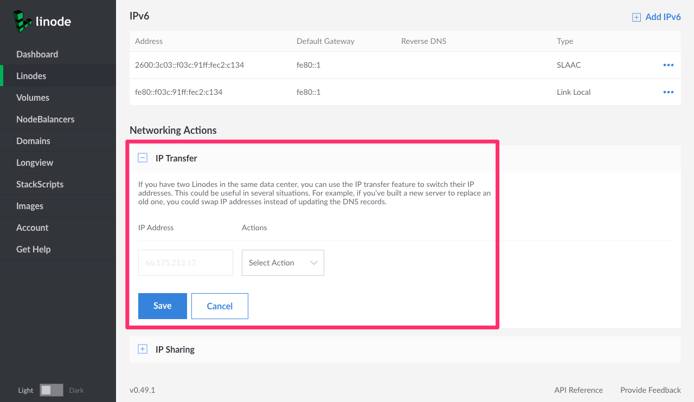 linode
Dashboard
Linodes
Volumes
NodeBalancers
Domains
Longview
StackScripts
Images
Account
Get Help
Light Dark
IPv6
Add IPv6
Address Default Gateway Reverse DNS Type
2600:3c03::f03c:91ff:fec2:c134 fe80::1 SLAAC
fe80::f03c:91ff:fec2:c134 fe80::1 Link Local
Networking Actions
IP Transfer
If you have two Linodes in the same data center, you can use the IP transfer feature to switch their IP
addresses. This could be useful in several situations. For example, if you've built a new server to replace an
old one, you could swap IP addresses instead of updating the DNS records.
IP Address Actions
Select Action
Save Cancel
IP Sharing
v0.49.1 API Reference Provide Feedback